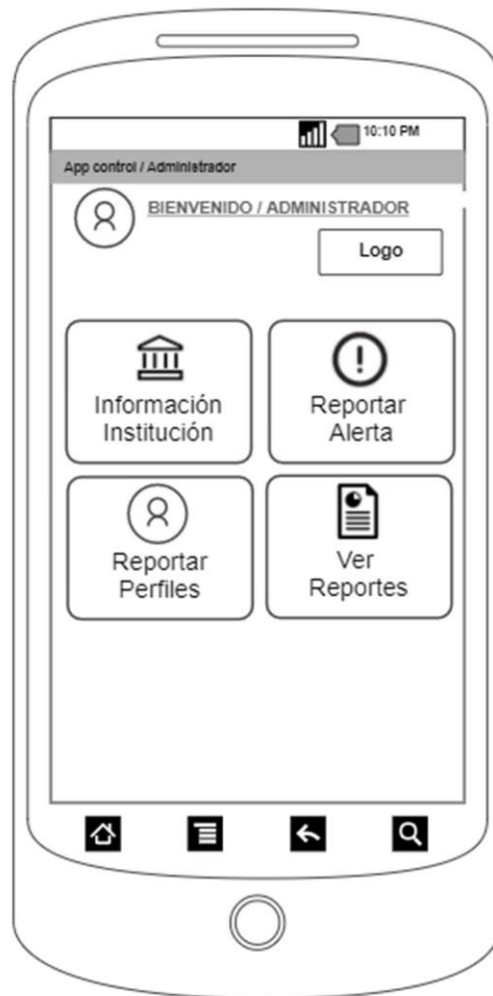 10:10 PM
App control / Administrador
BIENVENIDO / ADMINISTRADOR
Logo
Información
Institución
Reportar
Alerta
Reportar
Perfiles
Ver
Reportes